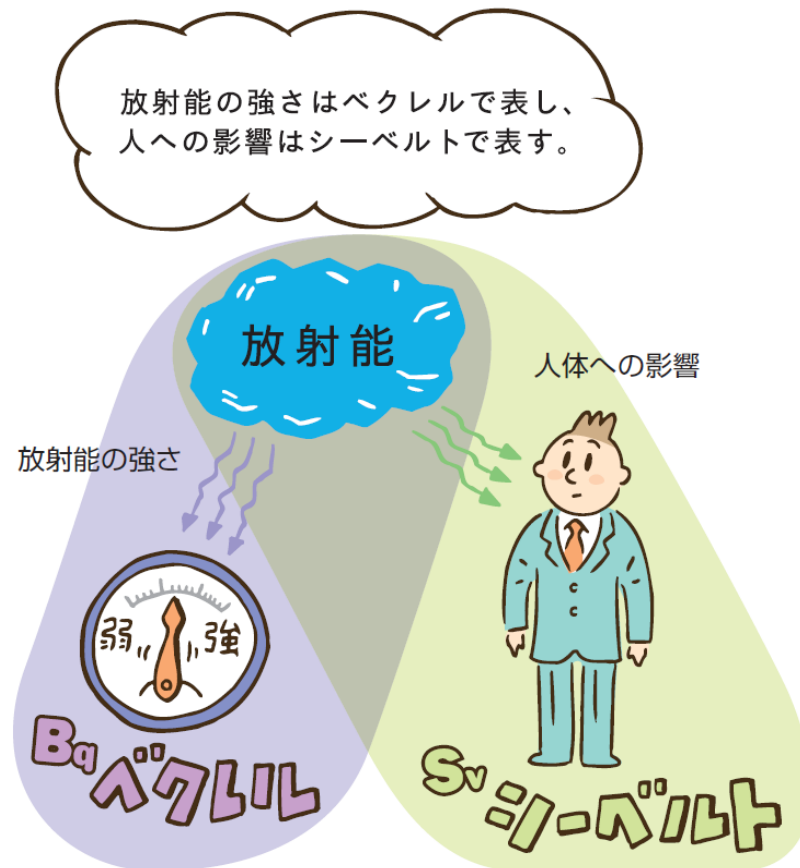 放射能の強さはベクレルで表し、
人への影響はシーベルトで表す。
放射能
人体への影響
放射能の強さ
弱 強
Bq ベクレル
Sv シーベルト